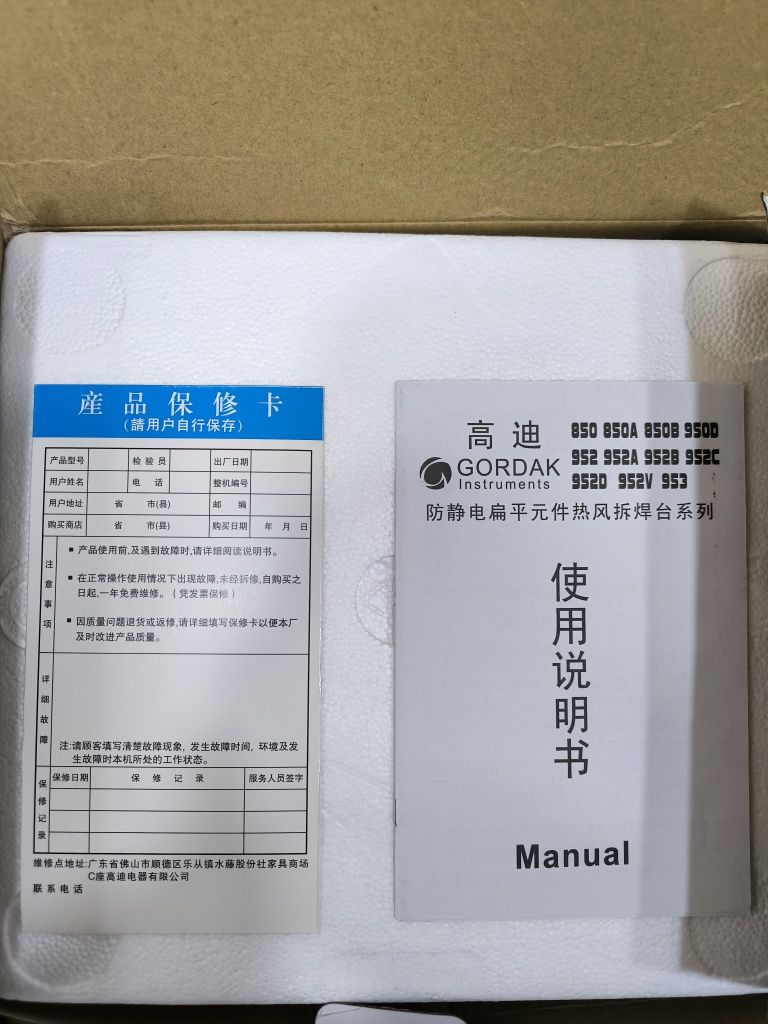 産品保修卡
(請用户自行保存)
产品型号 检验员 出厂日期
用户姓名 电话 整机编号
用户地址 省 市(县) 邮编
购买商店 省 市(县) 购买日期 年 月 日
注意事项
▪ 产品使用前,及遇到故障时,请详细阅读说明书。
▪ 在正常操作使用情况下出现故障,未经拆修,自购买之
日起,一年免费维修。(凭发票保修)
▪ 因质量问题退货或返修,请详细填写保修卡以便本厂
及时改进产品质量。
详细故障
注:请顾客填写清楚故障现象, 发生故障时间, 环境及发
生故障时本机所处的工作状态。
保修记录
保修日期 保修记录 服务人员签字
维修点地址:广东省佛山市顺德区乐从镇水藤股份社家具商场
C座高迪电器有限公司
联系电话
高迪
GORDAK
Instruments
850 850A 850B 950D
952 952A 952B 952C
952D 952V 953
防静电扁平元件热风拆焊台系列
使用说明书
Manual